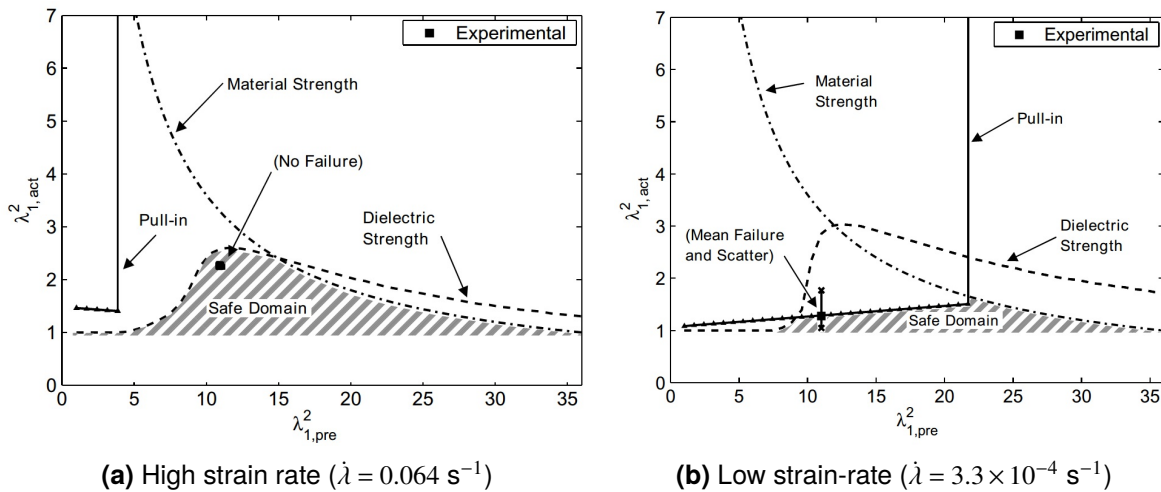 7
6
5
4
3
2
1
0
0 5 10 15 20 25 30 35
λ²₁,act
λ²₁,pre
■ Experimental
Material Strength
(No Failure)
Pull-in
Dielectric
Strength
Safe Domain
(a) High strain rate (λ̇ = 0.064 s⁻¹)
7
6
5
4
3
2
1
0
0 5 10 15 20 25 30 35
λ²₁,act
λ²₁,pre
■ Experimental
Material
Strength
Pull-in
(Mean Failure
and Scatter)
Dielectric
Strength
Safe Domain
(b) Low strain-rate (λ̇ = 3.3 × 10⁻⁴ s⁻¹)